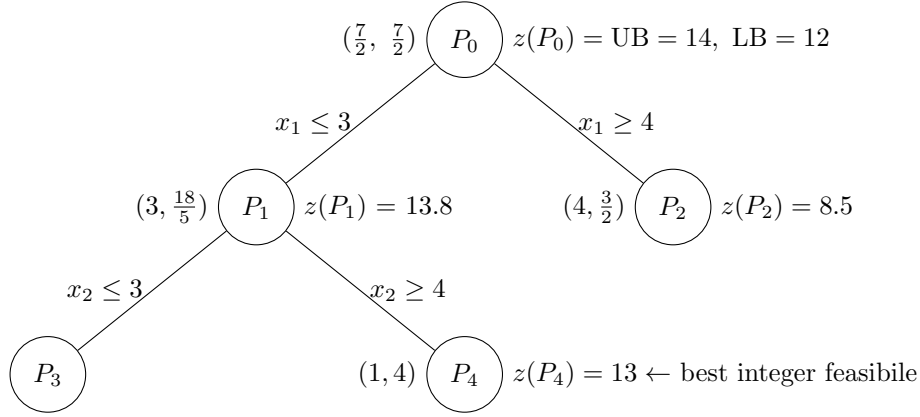 (7/2, 7/2) P₀ z(P₀) = UB = 14, LB = 12
x₁ ≤ 3 x₁ ≥ 4
(3, 18/5) P₁ z(P₁) = 13.8 (4, 3/2) P₂ z(P₂) = 8.5
x₂ ≤ 3 x₂ ≥ 4
P₃ (1, 4) P₄ z(P₄) = 13 ← best integer feasibile